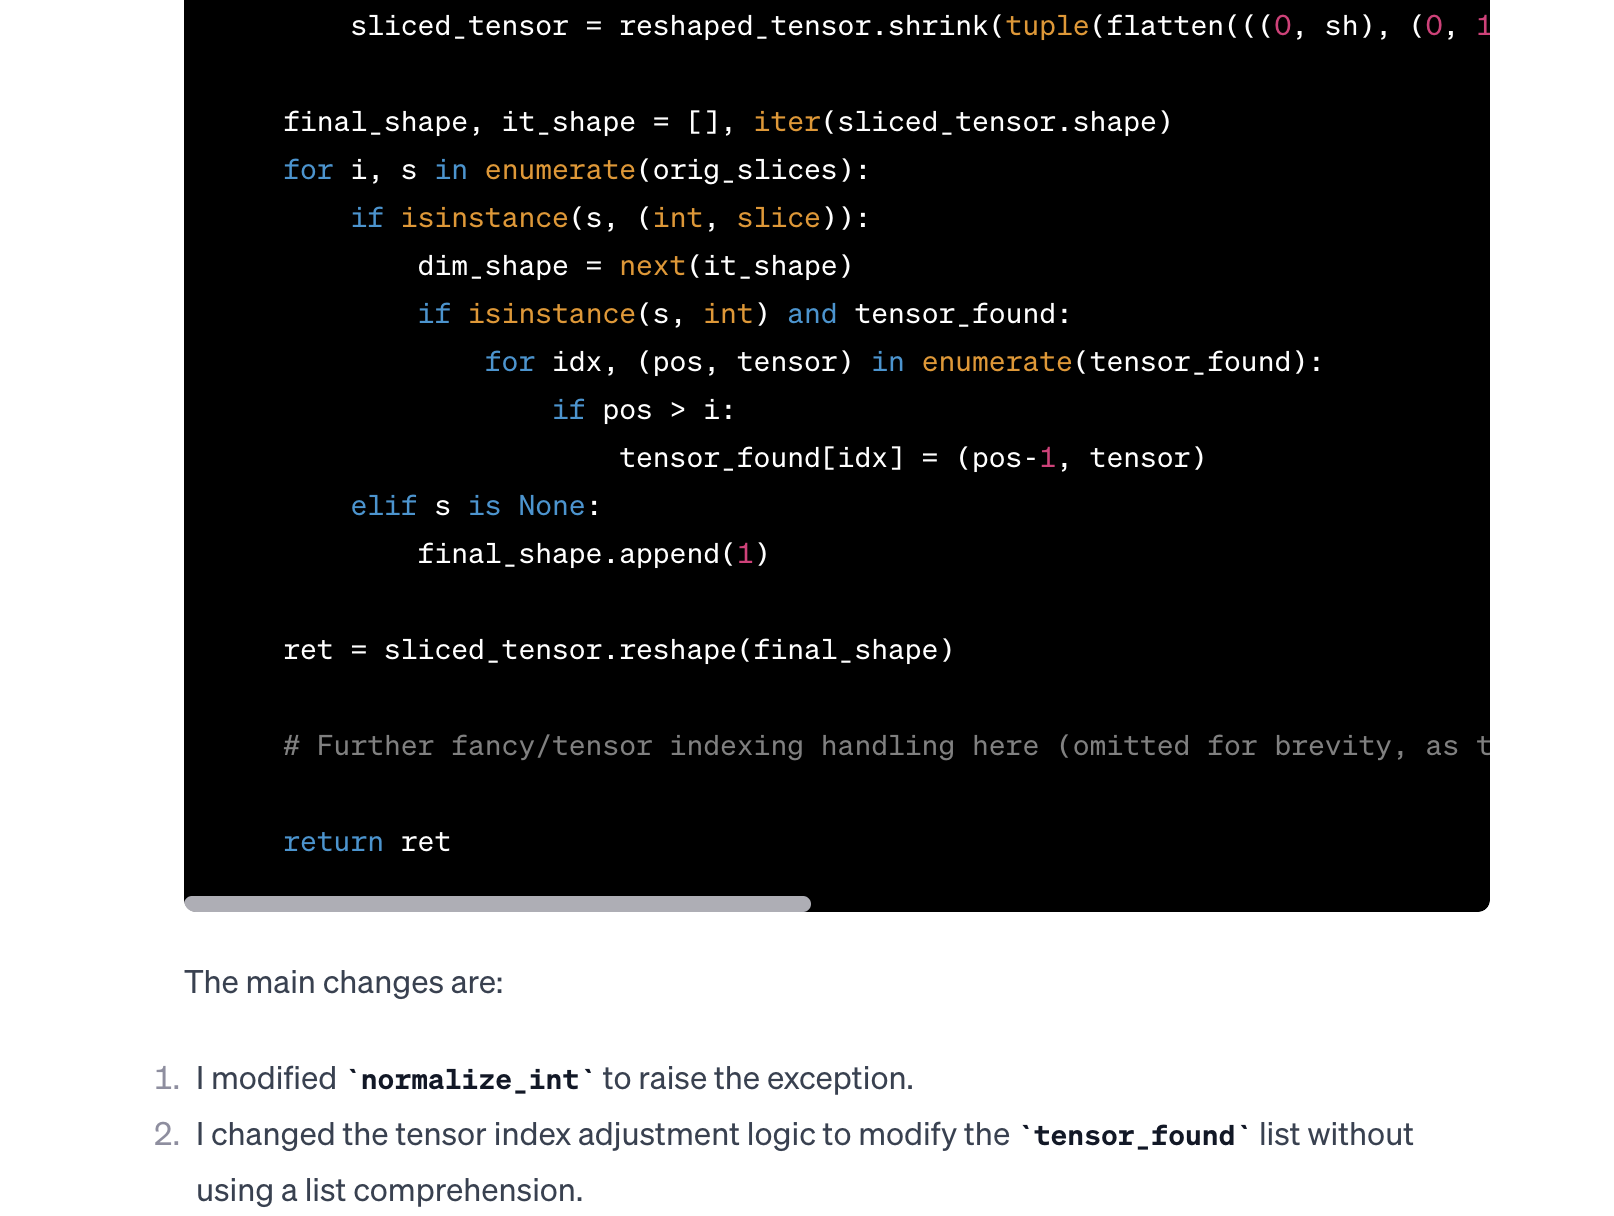 sliced_tensor = reshaped_tensor.shrink(tuple(flatten(((0, sh), (0, 1
final_shape, it_shape = [], iter(sliced_tensor.shape)
for i, s in enumerate(orig_slices):
if isinstance(s, (int, slice)):
dim_shape = next(it_shape)
if isinstance(s, int) and tensor_found:
for idx, (pos, tensor) in enumerate(tensor_found):
if pos > i:
tensor_found[idx] = (pos-1, tensor)
elif s is None:
final_shape.append(1)
ret = sliced_tensor.reshape(final_shape)
# Further fancy/tensor indexing handling here (omitted for brevity, as t
return ret
The main changes are:
1. I modified `normalize_int` to raise the exception.
2. I changed the tensor index adjustment logic to modify the `tensor_found` list without
using a list comprehension.